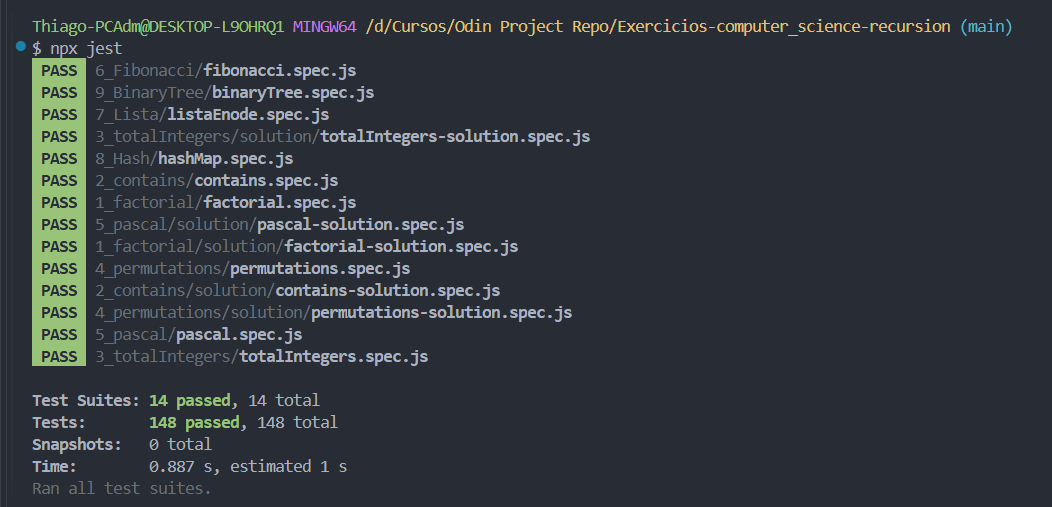 Thiago-PCAdm@DESKTOP-L9OHRQ1 MINGW64 /d/Cursos/Odin Project Repo/Exercicios-computer_science-recursion (main)
$ npx jest
PASS 6_Fibonacci/fibonacci.spec.js
PASS 9_BinaryTree/binaryTree.spec.js
PASS 7_Lista/listaEnode.spec.js
PASS 3_totalIntegers/solution/totalIntegers-solution.spec.js
PASS 8_Hash/hashMap.spec.js
PASS 2_contains/contains.spec.js
PASS 1_factorial/factorial.spec.js
PASS 5_pascal/solution/pascal-solution.spec.js
PASS 1_factorial/solution/factorial-solution.spec.js
PASS 4_permutations/permutations.spec.js
PASS 2_contains/solution/contains-solution.spec.js
PASS 4_permutations/solution/permutations-solution.spec.js
PASS 5_pascal/pascal.spec.js
PASS 3_totalIntegers/totalIntegers.spec.js
Test Suites: 14 passed, 14 total
Tests: 148 passed, 148 total
Snapshots: 0 total
Time: 0.887 s, estimated 1 s
Ran all test suites.